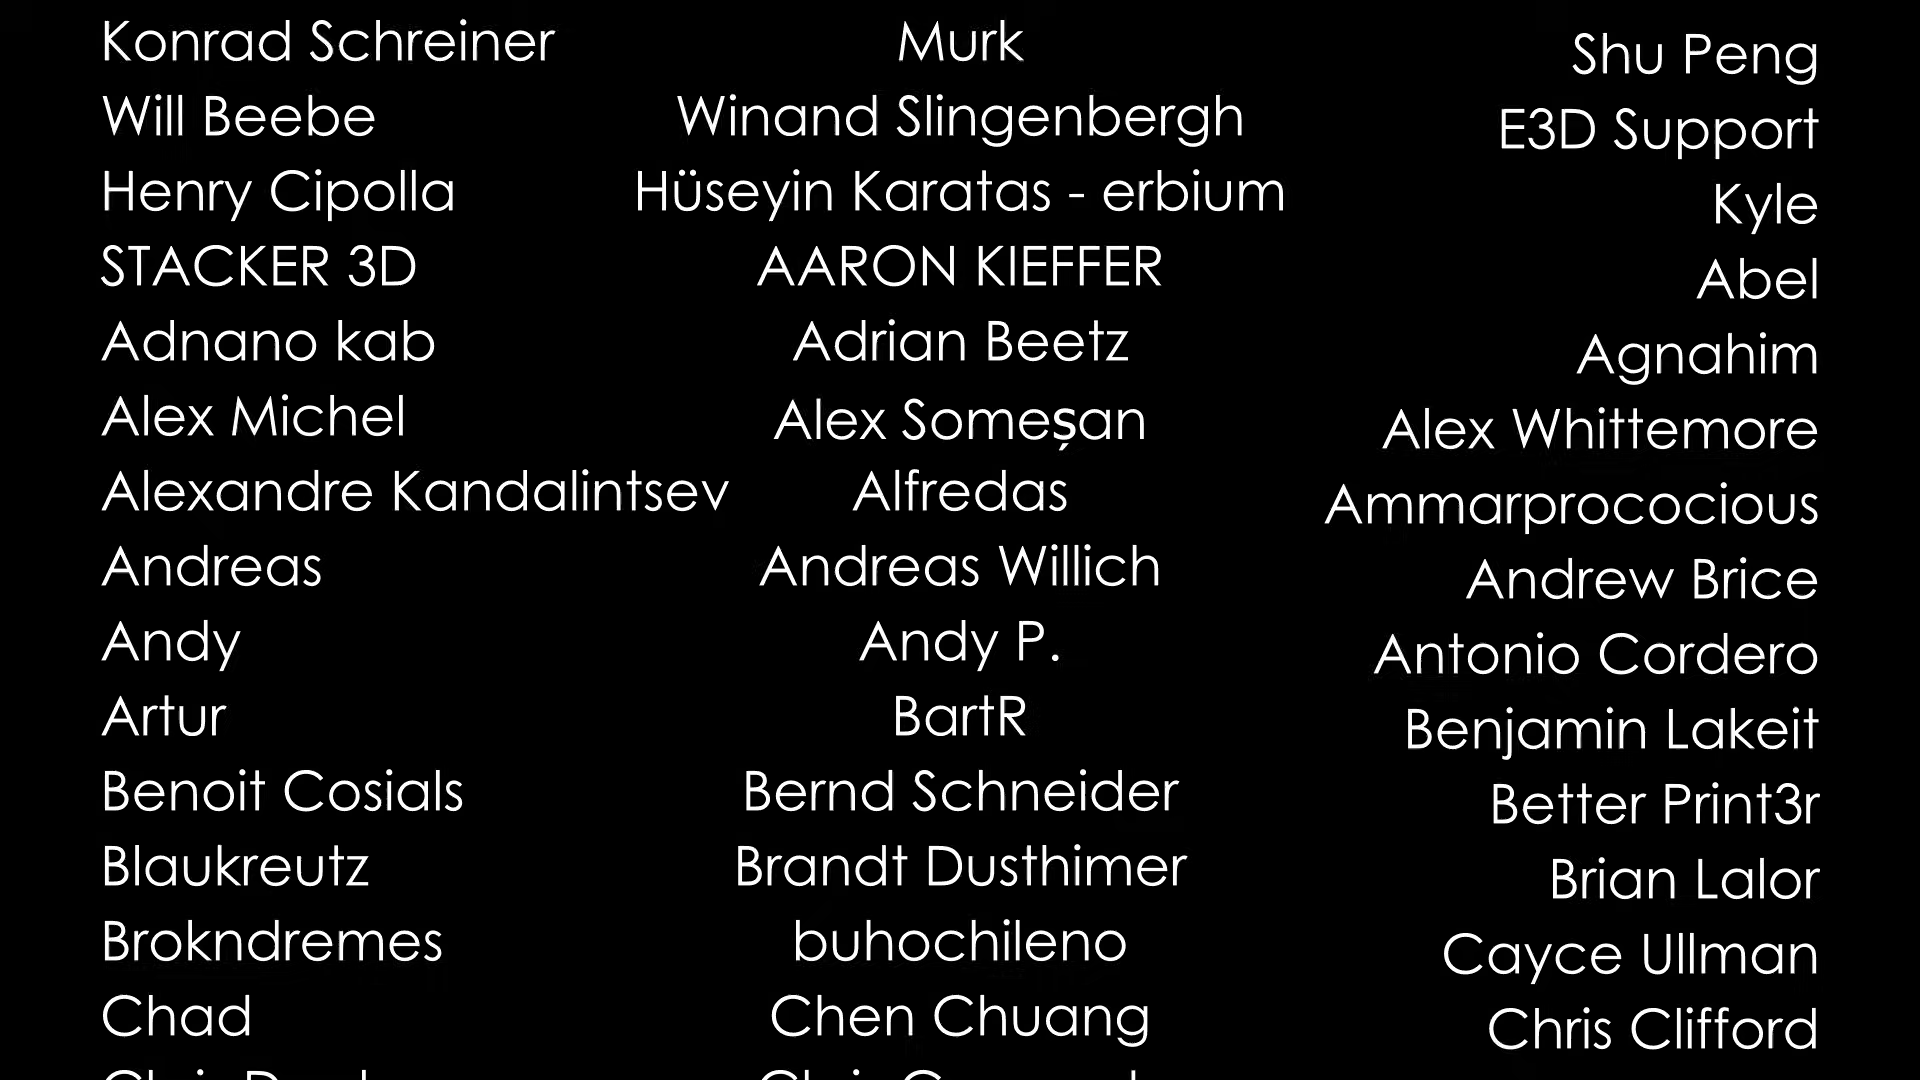 Konrad Schreiner
Will Beebe
Henry Cipolla
STACKER 3D
Adnano kab
Alex Michel
Alexandre Kandalintsev
Andreas
Andy
Artur
Benoit Cosials
Blaukreutz
Brokndremes
Chad
Murk
Winand Slingenbergh
Hüseyin Karatas - erbium
AARON KIEFFER
Adrian Beetz
Alex Someșan
Alfredas
Andreas Willich
Andy P.
BartR
Bernd Schneider
Brandt Dusthimer
buhochileno
Chen Chuang
Shu Peng
E3D Support
Kyle
Abel
Agnahim
Alex Whittemore
Ammarprococious
Andrew Brice
Antonio Cordero
Benjamin Lakeit
Better Print3r
Brian Lalor
Cayce Ullman
Chris Clifford